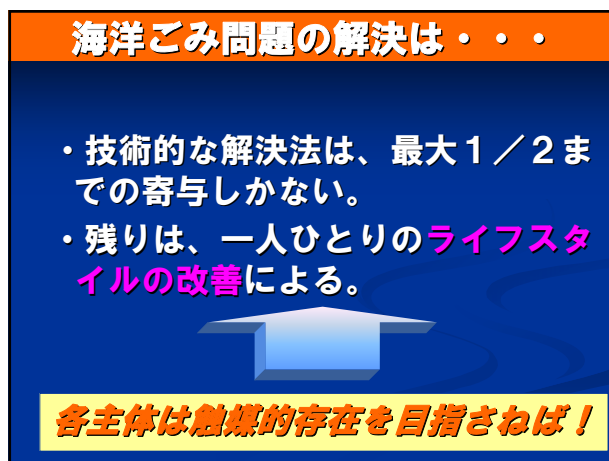 海洋ごみ問題の解決は・・・
・技術的な解決法は、最大１／２ま
での寄与しかない。
・残りは、一人ひとりのライフスタ
イルの改善による。
各主体は触媒的存在を目指さねば！